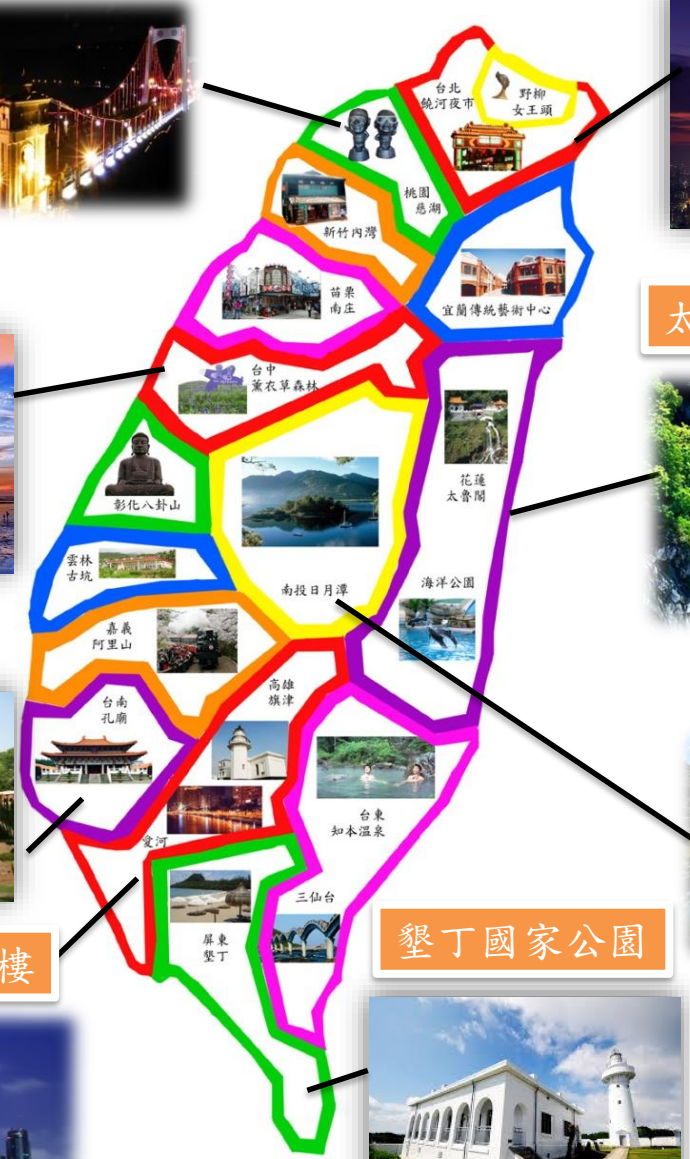 台北
饒河夜市
野柳
女王頭
桃園
慈湖
新竹內灣
宜蘭傳統藝術中心
苗栗
南庄
太
台中
薰衣草森林
彰化八卦山
花蓮
太魯閣
雲林
古坑
南投日月潭
海洋公園
嘉義
阿里山
高雄
旗津
台南
孔廟
愛河
台東
知本溫泉
三仙台
屏東
墾丁
樓
墾丁國家公園